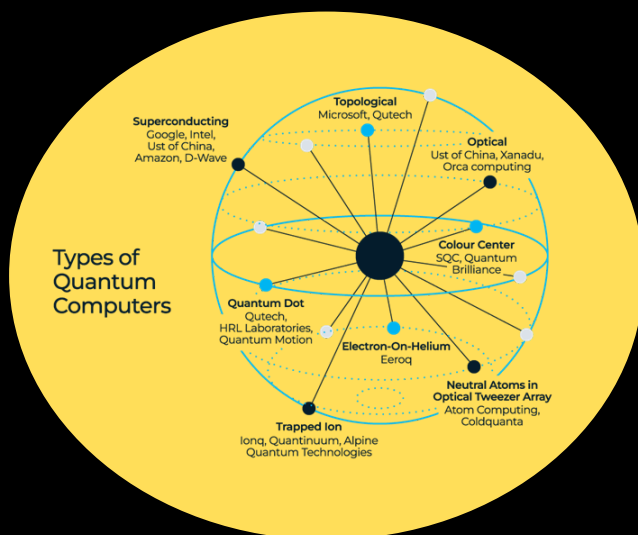 Types of
Quantum
Computers
Superconducting
Google, Intel,
Ust of China,
Amazon, D-Wave
Topological
Microsoft, Qutech
Optical
Ust of China, Xanadu,
Orca computing
Colour Center
SQC, Quantum
Brilliance
Quantum Dot
Qutech,
HRL Laboratories,
Quantum Motion
Electron-On-Helium
Eeroq
Neutral Atoms in
Optical Tweezer Array
Atom Computing,
Coldquanta
Trapped Ion
Ionq, Quantinuum, Alpine
Quantum Technologies